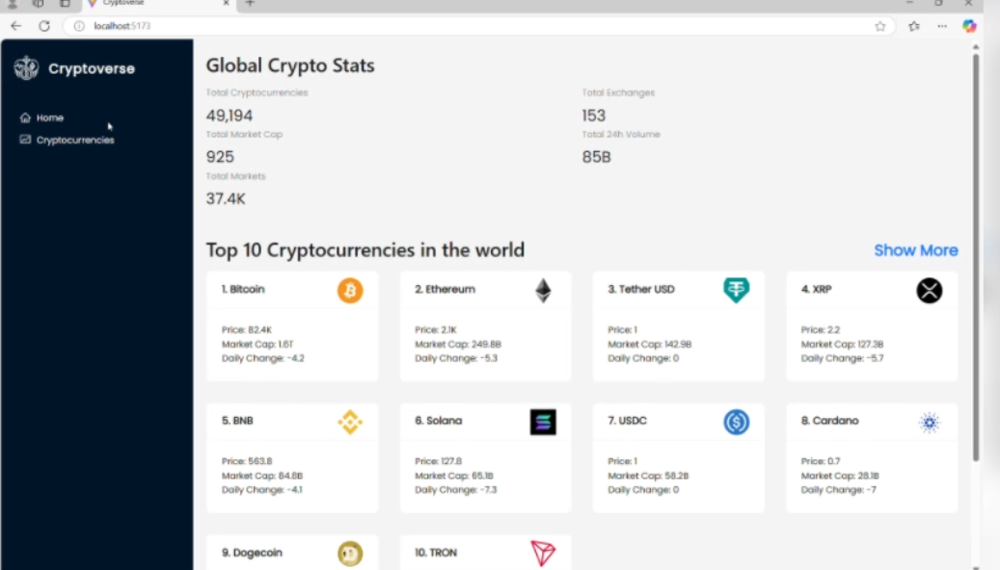 Cryptoverse
localhost:5173
Cryptoverse
Home
Cryptocurrencies
Global Crypto Stats
Total Cryptocurrencies
49,194
Total Exchanges
153
Total Market Cap
925
Total 24h Volume
85B
Total Markets
37.4K
Top 10 Cryptocurrencies in the world
Show More
1. Bitcoin
Price: 82.4K
Market Cap: 1.6T
Daily Change: -4.2
2. Ethereum
Price: 2.1K
Market Cap: 249.8B
Daily Change: -5.3
3. Tether USD
Price: 1
Market Cap: 142.9B
Daily Change: 0
4. XRP
Price: 2.2
Market Cap: 127.3B
Daily Change: -5.7
5. BNB
Price: 563.8
Market Cap: 84.8B
Daily Change: -4.1
6. Solana
Price: 127.8
Market Cap: 65.1B
Daily Change: -7.3
7. USDC
Price: 1
Market Cap: 58.2B
Daily Change: 0
8. Cardano
Price: 0.7
Market Cap: 28.1B
Daily Change: -7
9. Dogecoin
10. TRON